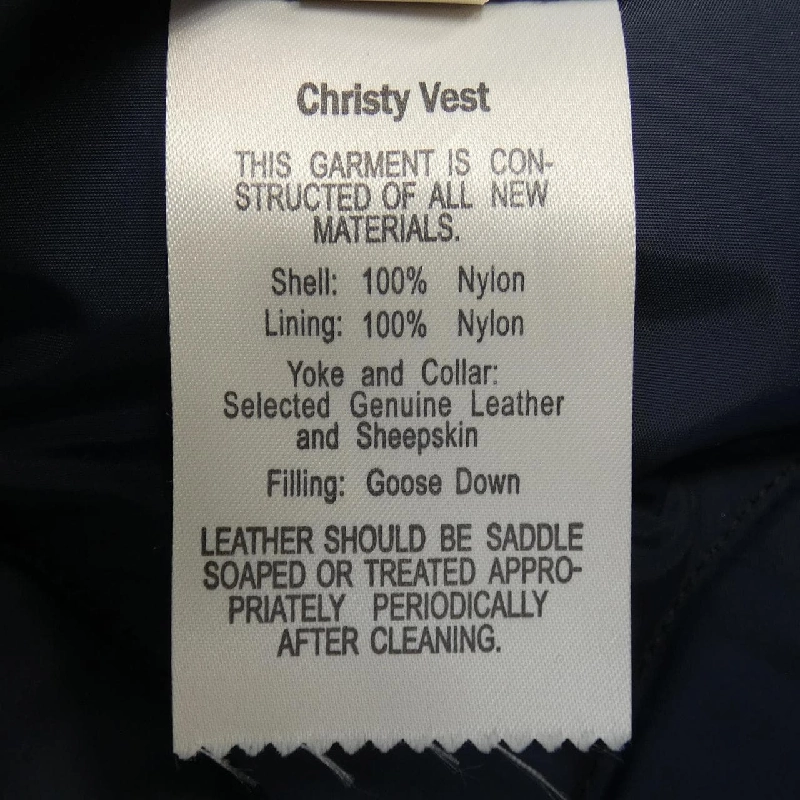 Christy Vest
THIS GARMENT IS CON-
STRUCTED OF ALL NEW
MATERIALS.
Shell: 100% Nylon
Lining: 100% Nylon
Yoke and Collar:
Selected Genuine Leather
and Sheepskin
Filling: Goose Down
LEATHER SHOULD BE SADDLE
SOAPED OR TREATED APPRO-
PRIATELY PERIODICALLY
AFTER CLEANING.